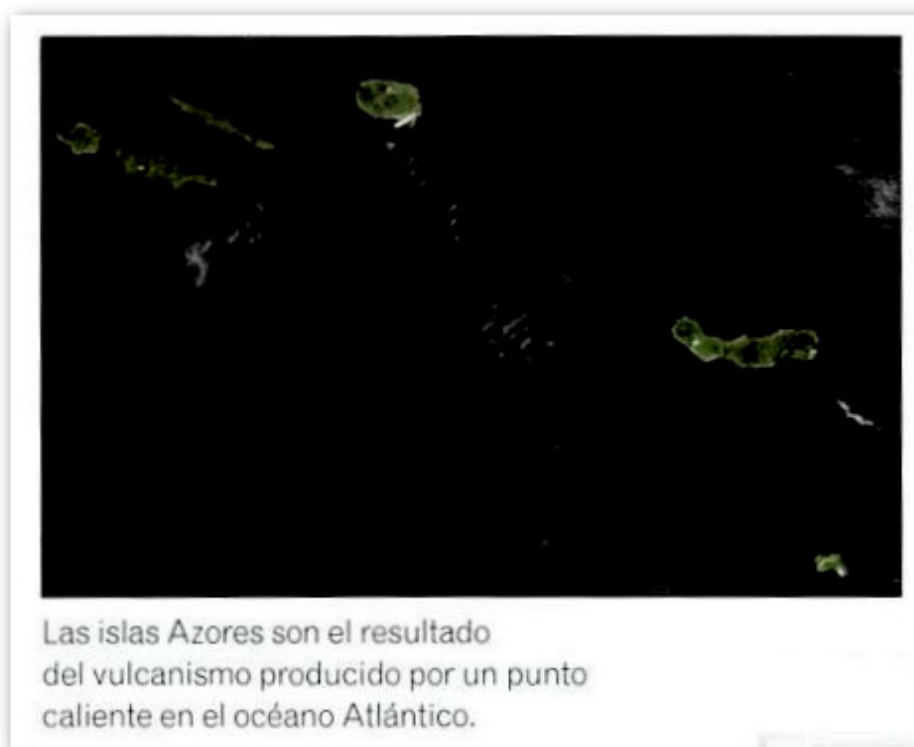 Las islas Azores son el resultado
del vulcanismo producido por un punto
caliente en el océano Atlántico.